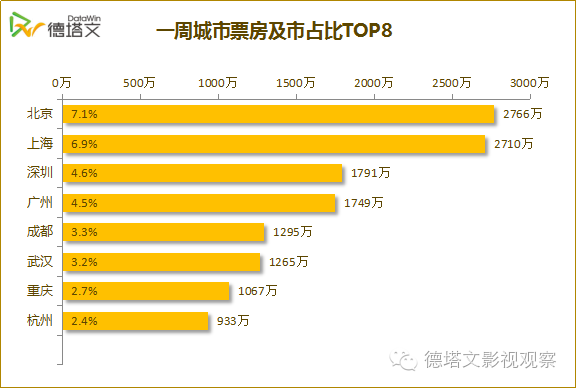 DataWin
德塔文
一周城市票房及市占比TOP8
0万 500万 1000万 1500万 2000万 2500万 3000万
北京 7.1% 2766万
上海 6.9% 2710万
深圳 4.6% 1791万
广州 4.5% 1749万
成都 3.3% 1295万
武汉 3.2% 1265万
重庆 2.7% 1067万
杭州 2.4% 933万
德塔文影视观察